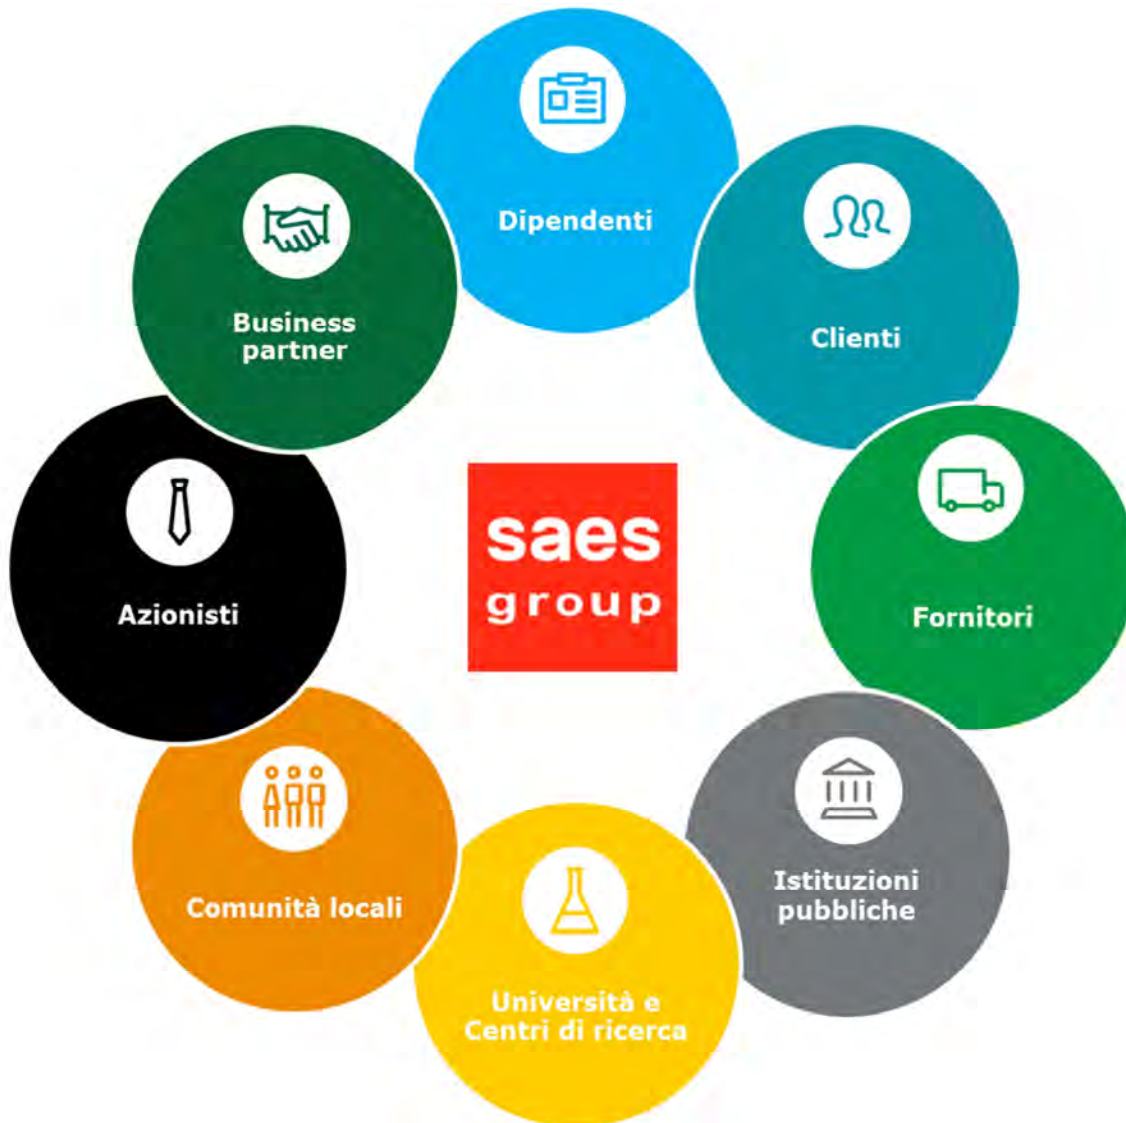 Dipendenti
Clienti
Fornitori
Istituzioni
pubbliche
Università e
Centri di ricerca
Comunità locali
Azionisti
Business
partner
saes
group